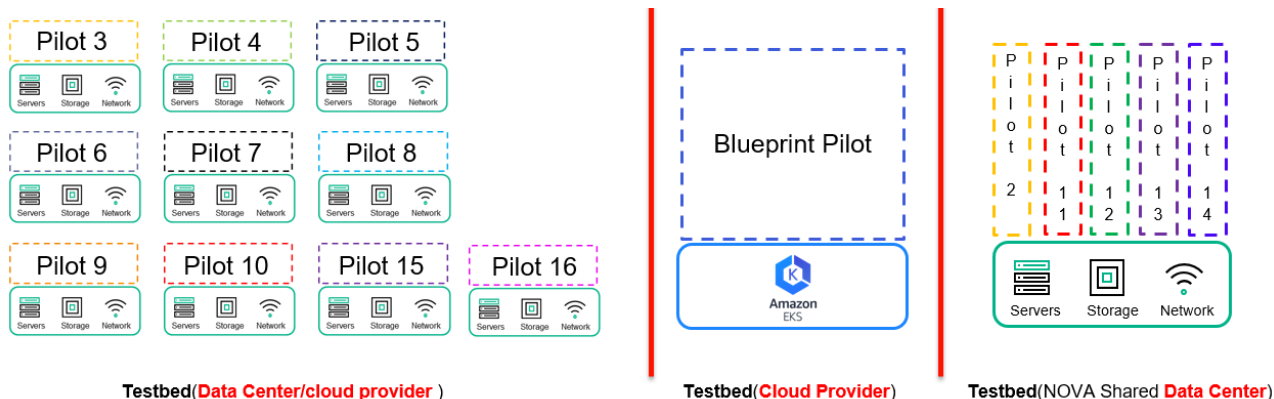 Pilot 3
Servers Storage Network
Pilot 4
Servers Storage Network
Pilot 5
Servers Storage Network
Pilot 6
Servers Storage Network
Pilot 7
Servers Storage Network
Pilot 8
Servers Storage Network
Pilot 9
Servers Storage Network
Pilot 10
Servers Storage Network
Pilot 15
Servers Storage Network
Pilot 16
Servers Storage Network
Testbed(Data Center/cloud provider )
Blueprint Pilot
K
Amazon
EKS
Testbed(Cloud Provider)
Pilot 2
Pilot 11
Pilot 12
Pilot 13
Pilot 14
Servers Storage Network
Testbed(NOVA Shared Data Center)